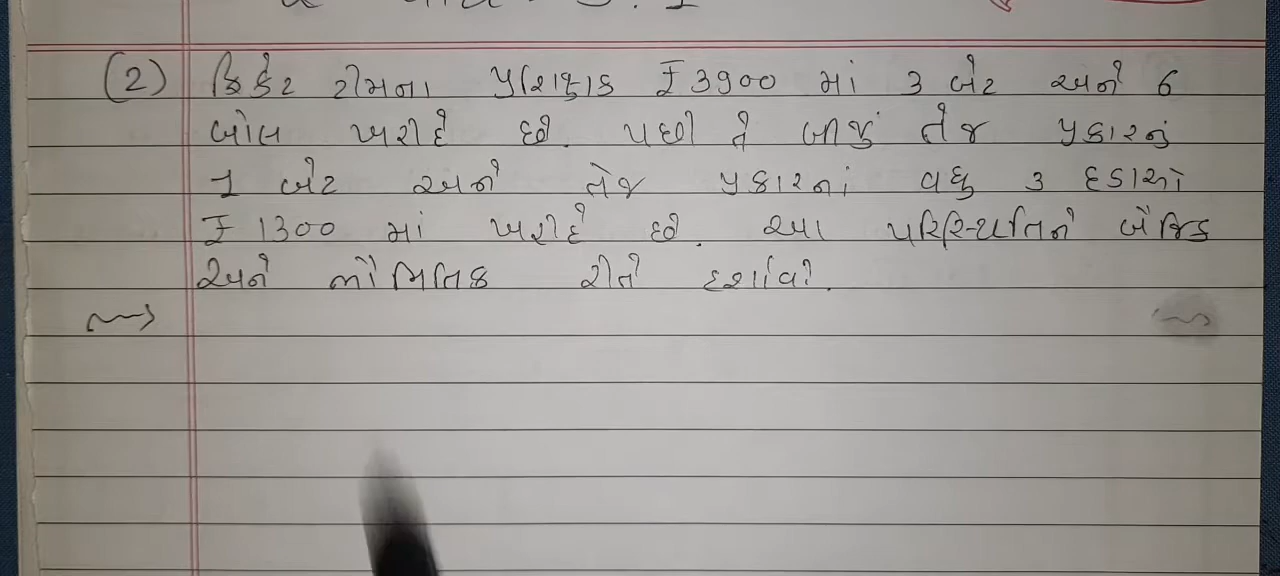 (2) ક્રિકેટ ટીમના પ્રશિક્ષક ₹3900 માં 3 બેટ અને 6
બોલ ખરીદે છે. પછી તે બીજું તેજ પ્રકારનું
1 બેટ અને તેજ પ્રકારનાં વધુ 3 દડાઓ
₹1300 માં ખરીદે છે. આ પરિસ્થતિને બૈજિક
અને ભૌમિતિક રીતે દર્શાવો.